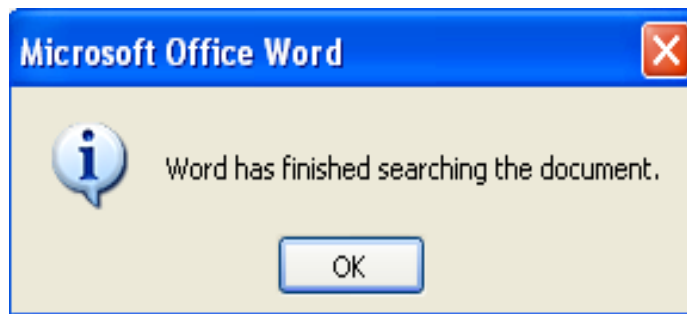 Microsoft Office Word
Word has finished searching the document.
OK